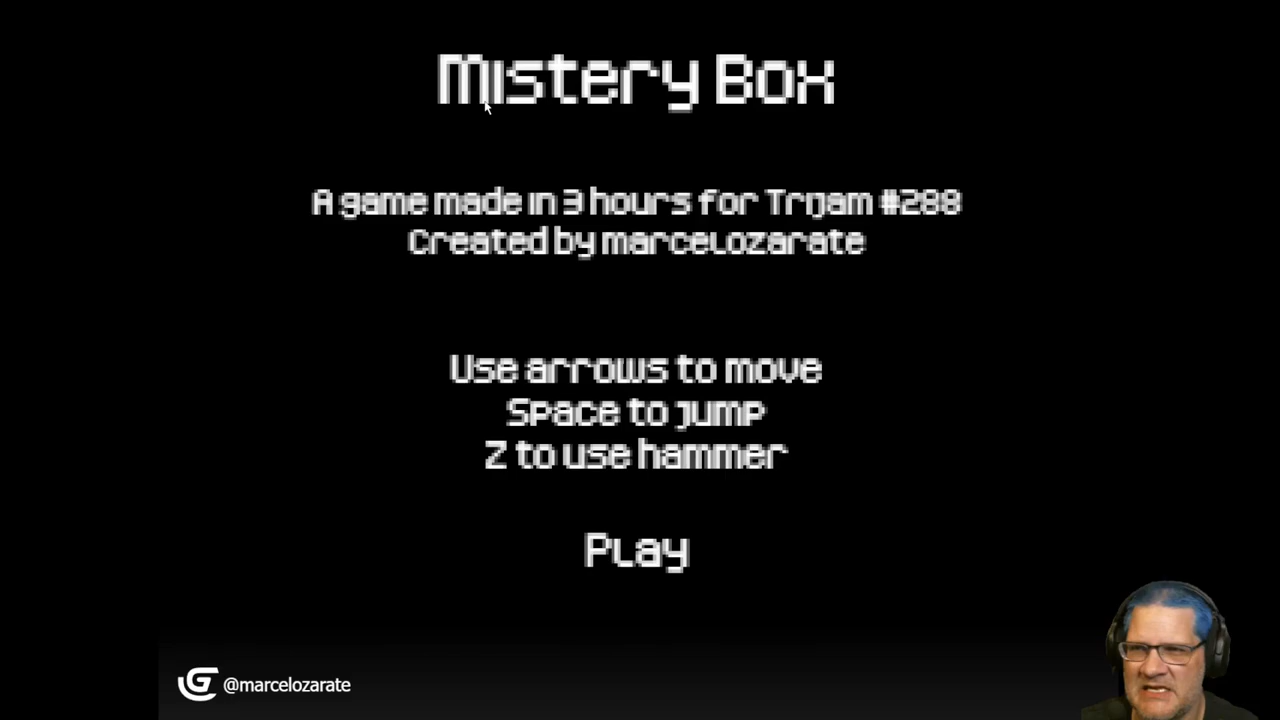 Mistery Box
A game made in 3 hours for Trijam #288
Created by marcelozarate
Use arrows to move
Space to jump
Z to use hammer
Play
@marcelozarate